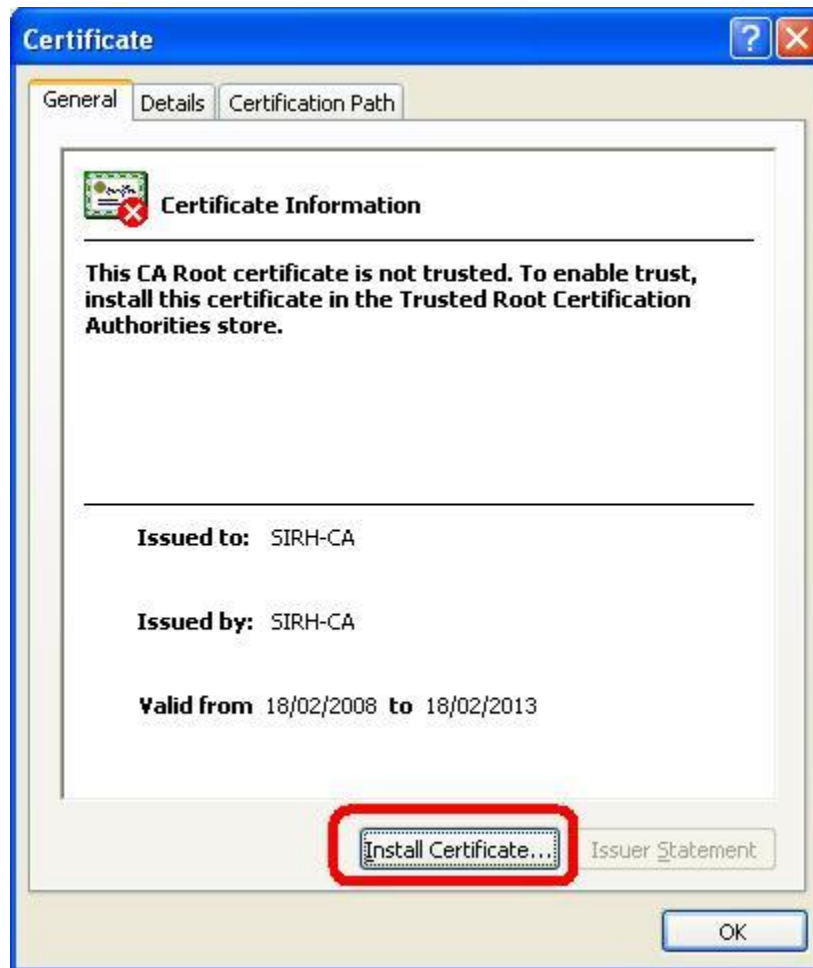 Certificate
General Details Certification Path
Certificate Information
This CA Root certificate is not trusted. To enable trust,
install this certificate in the Trusted Root Certification
Authorities store.
Issued to: SIRH-CA
Issued by: SIRH-CA
Valid from 18/02/2008 to 18/02/2013
Install Certificate... Issuer Statement
OK